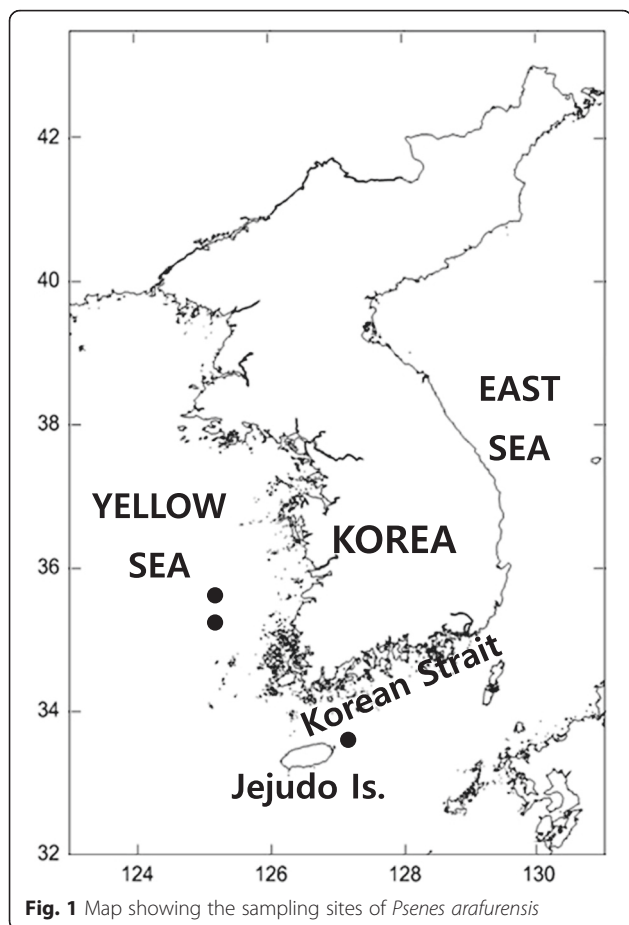 42
40
38
36
34
32
124
126
128
130
EAST
SEA
YELLOW
SEA
KOREA
Korean Strait
Jejudo Is.
Fig. 1 Map showing the sampling sites of Psenes arafurensis